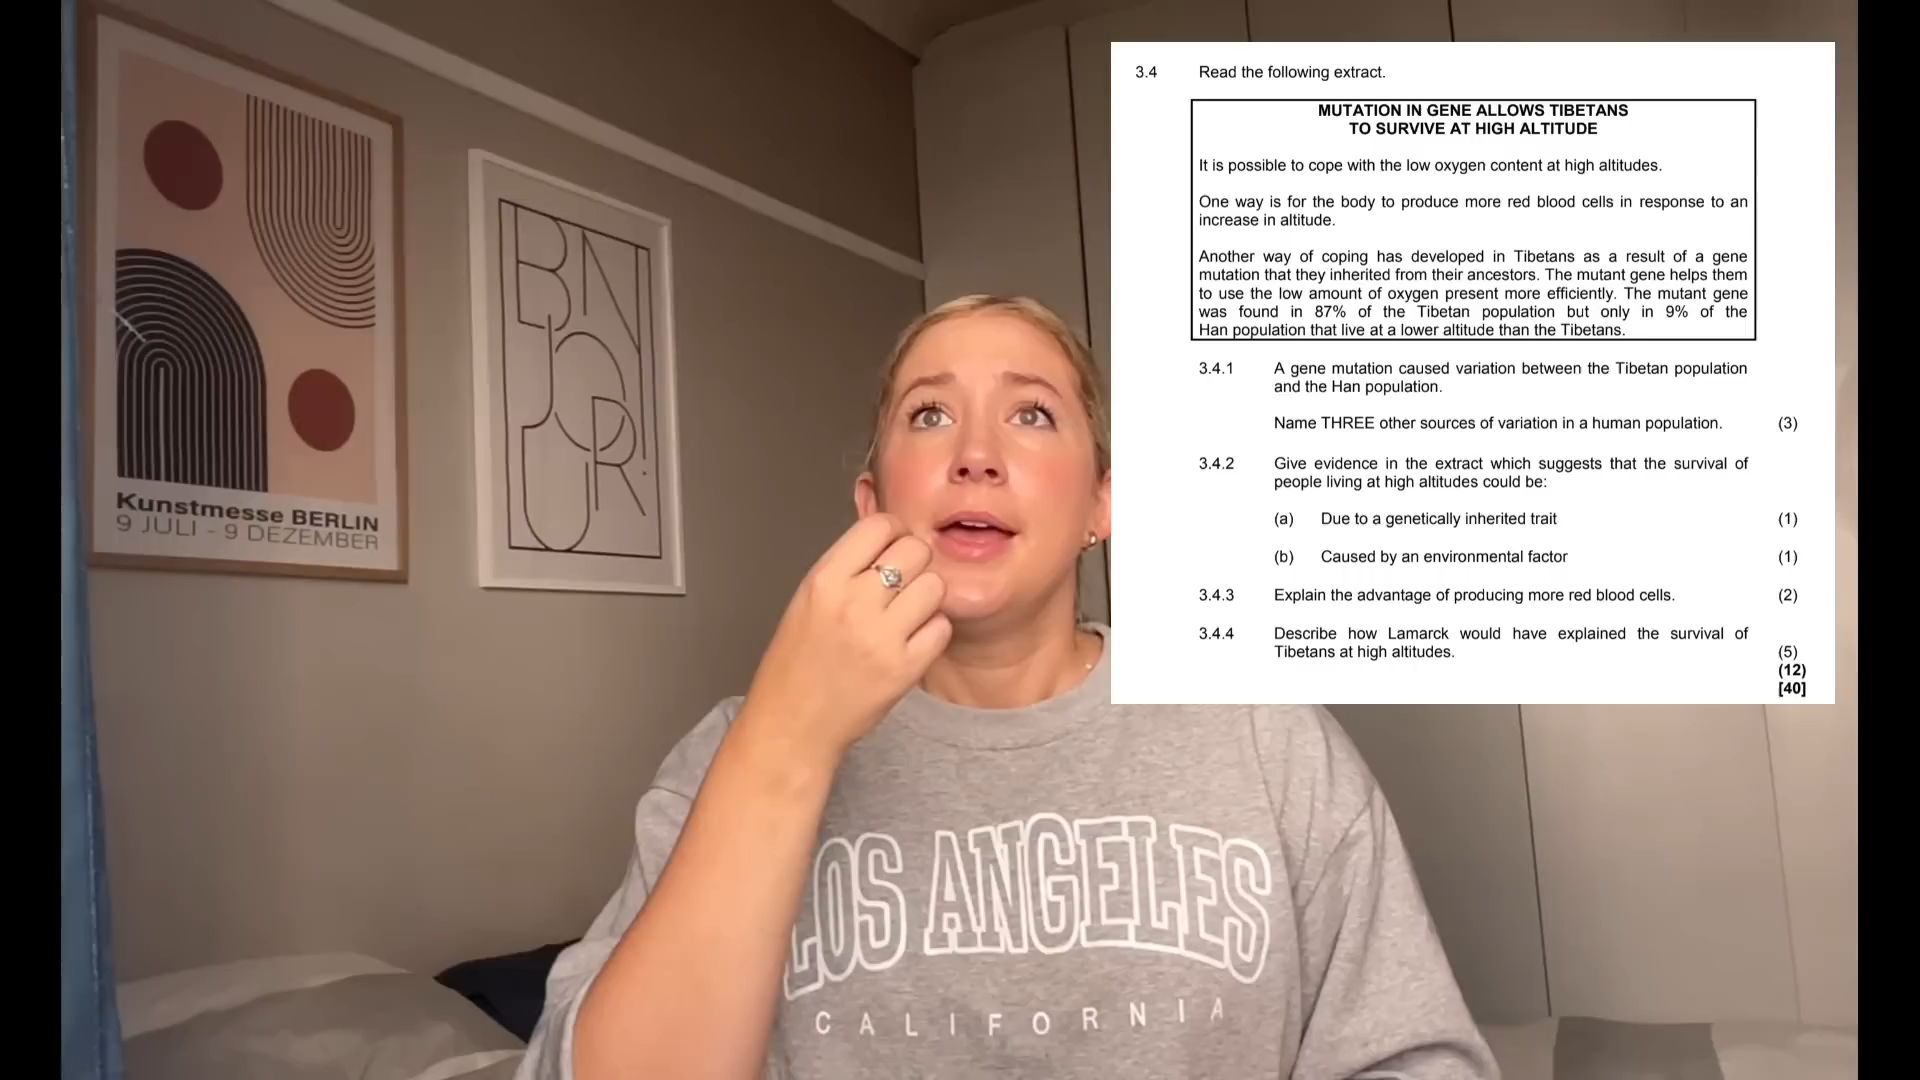 Kunstmesse BERLIN
9 JULI - 9 DEZEMBER
BONJOUR!
LOS ANGELES
CALIFORNIA
3.4 Read the following extract.
MUTATION IN GENE ALLOWS TIBETANS
TO SURVIVE AT HIGH ALTITUDE
It is possible to cope with the low oxygen content at high altitudes.
One way is for the body to produce more red blood cells in response to an
increase in altitude.
Another way of coping has developed in Tibetans as a result of a gene
mutation that they inherited from their ancestors. The mutant gene helps them
to use the low amount of oxygen present more efficiently. The mutant gene
was found in 87% of the Tibetan population but only in 9% of the
Han population that live at a lower altitude than the Tibetans.
3.4.1 A gene mutation caused variation between the Tibetan population
and the Han population.
Name THREE other sources of variation in a human population. (3)
3.4.2 Give evidence in the extract which suggests that the survival of
people living at high altitudes could be:
(a) Due to a genetically inherited trait (1)
(b) Caused by an environmental factor (1)
3.4.3 Explain the advantage of producing more red blood cells. (2)
3.4.4 Describe how Lamarck would have explained the survival of
Tibetans at high altitudes. (5)
(12)
[40]